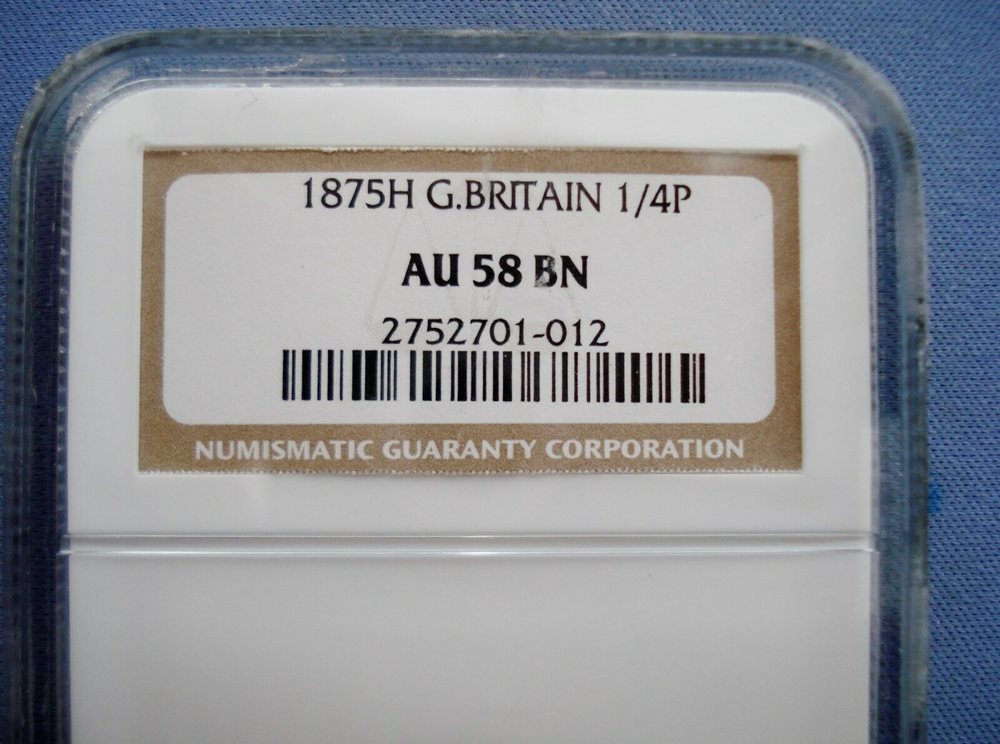 1875H G.BRITAIN 1/4P
AU 58 BN
2752701-012
NUMISMATIC GUARANTY CORPORATION